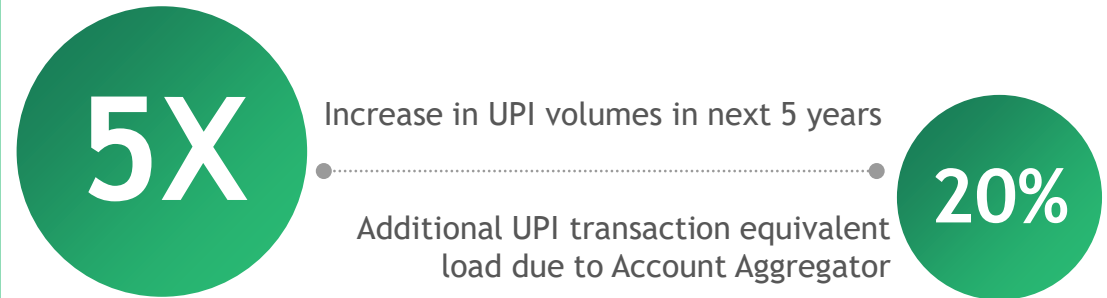 5X
Increase in UPI volumes in next 5 years
Additional UPI transaction equivalent
load due to Account Aggregator
20%